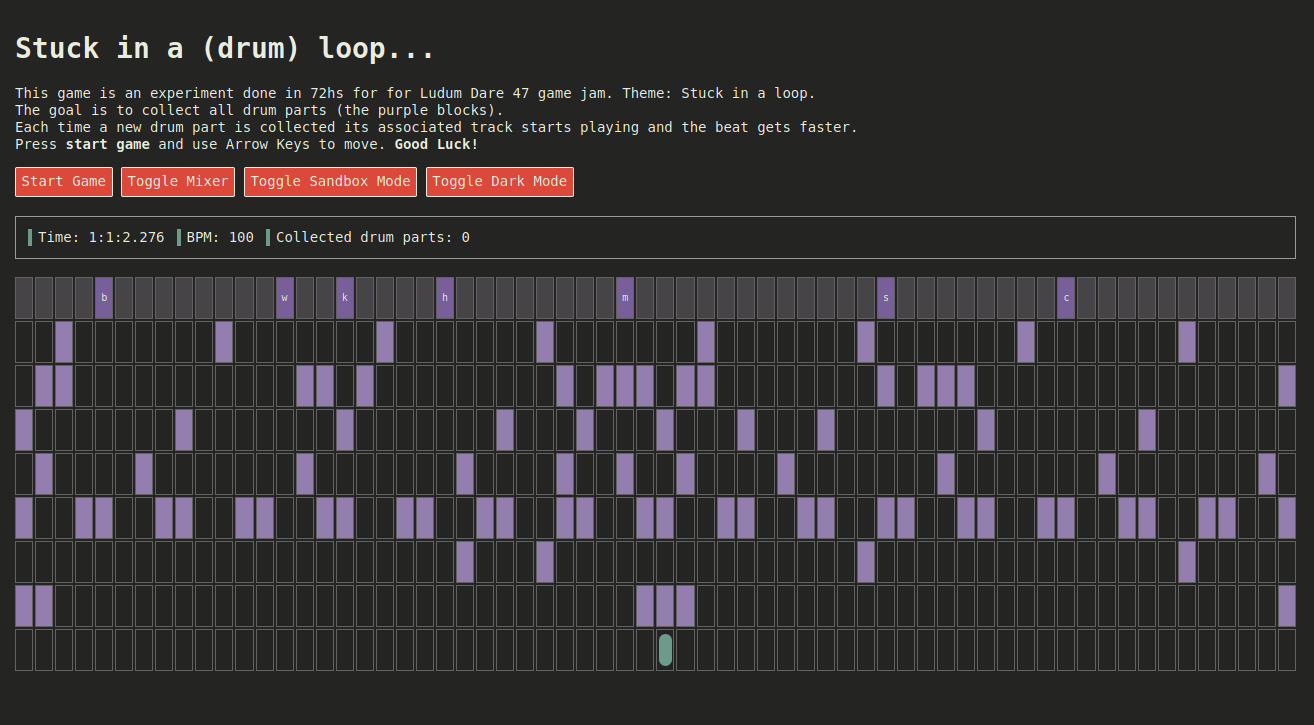 Stuck in a (drum) loop...
This game is an experiment done in 72hs for for Ludum Dare 47 game jam. Theme: Stuck in a loop.
The goal is to collect all drum parts (the purple blocks).
Each time a new drum part is collected its associated track starts playing and the beat gets faster.
Press start game and use Arrow Keys to move. Good Luck!
Start Game Toggle Mixer Toggle Sandbox Mode Toggle Dark Mode
Time: 1:1:2.276 BPM: 100 Collected drum parts: 0
b w k h m s c